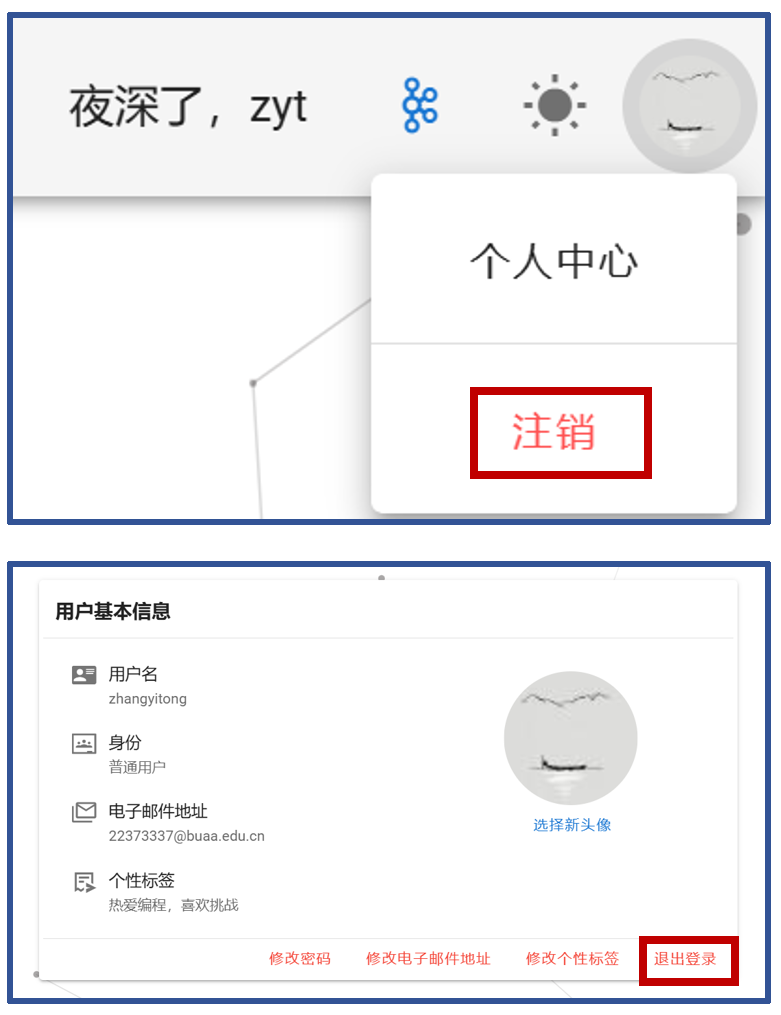 夜深了，zyt
个人中心
注销
用户基本信息
用户名
zhangyitong
身份
普通用户
电子邮件地址
22373337@buaa.edu.cn
选择新头像
个性标签
热爱编程，喜欢挑战
修改密码 修改电子邮件地址 修改个性标签 退出登录